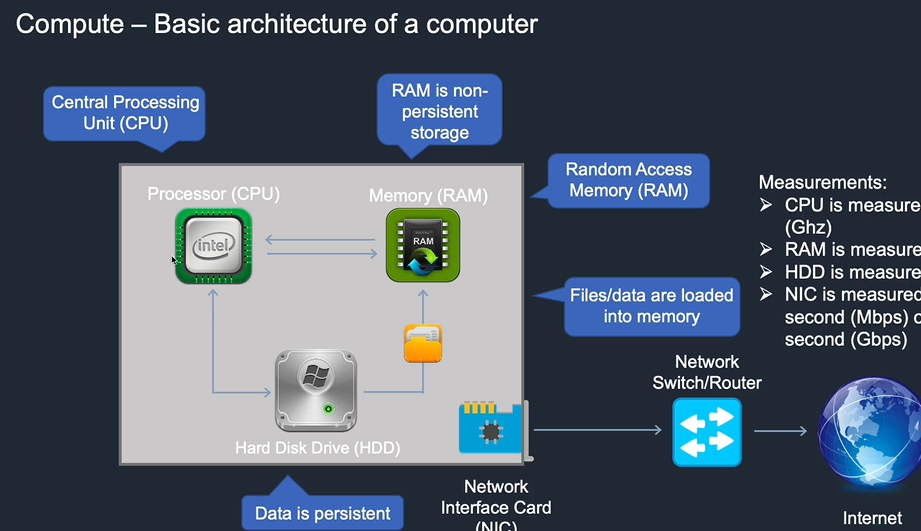 Compute – Basic architecture of a computer
Central Processing
Unit (CPU)
RAM is non-
persistent
storage
Processor (CPU)
Memory (RAM)
Random Access
Memory (RAM)
intel
RAM
Files/data are loaded
into memory
Measurements:
CPU is measure
(Ghz)
RAM is measure
HDD is measure
NIC is measured
second (Mbps) o
second (Gbps)
Network
Switch/Router
Hard Disk Drive (HDD)
Data is persistent
Network
Interface Card
(NIC)
Internet